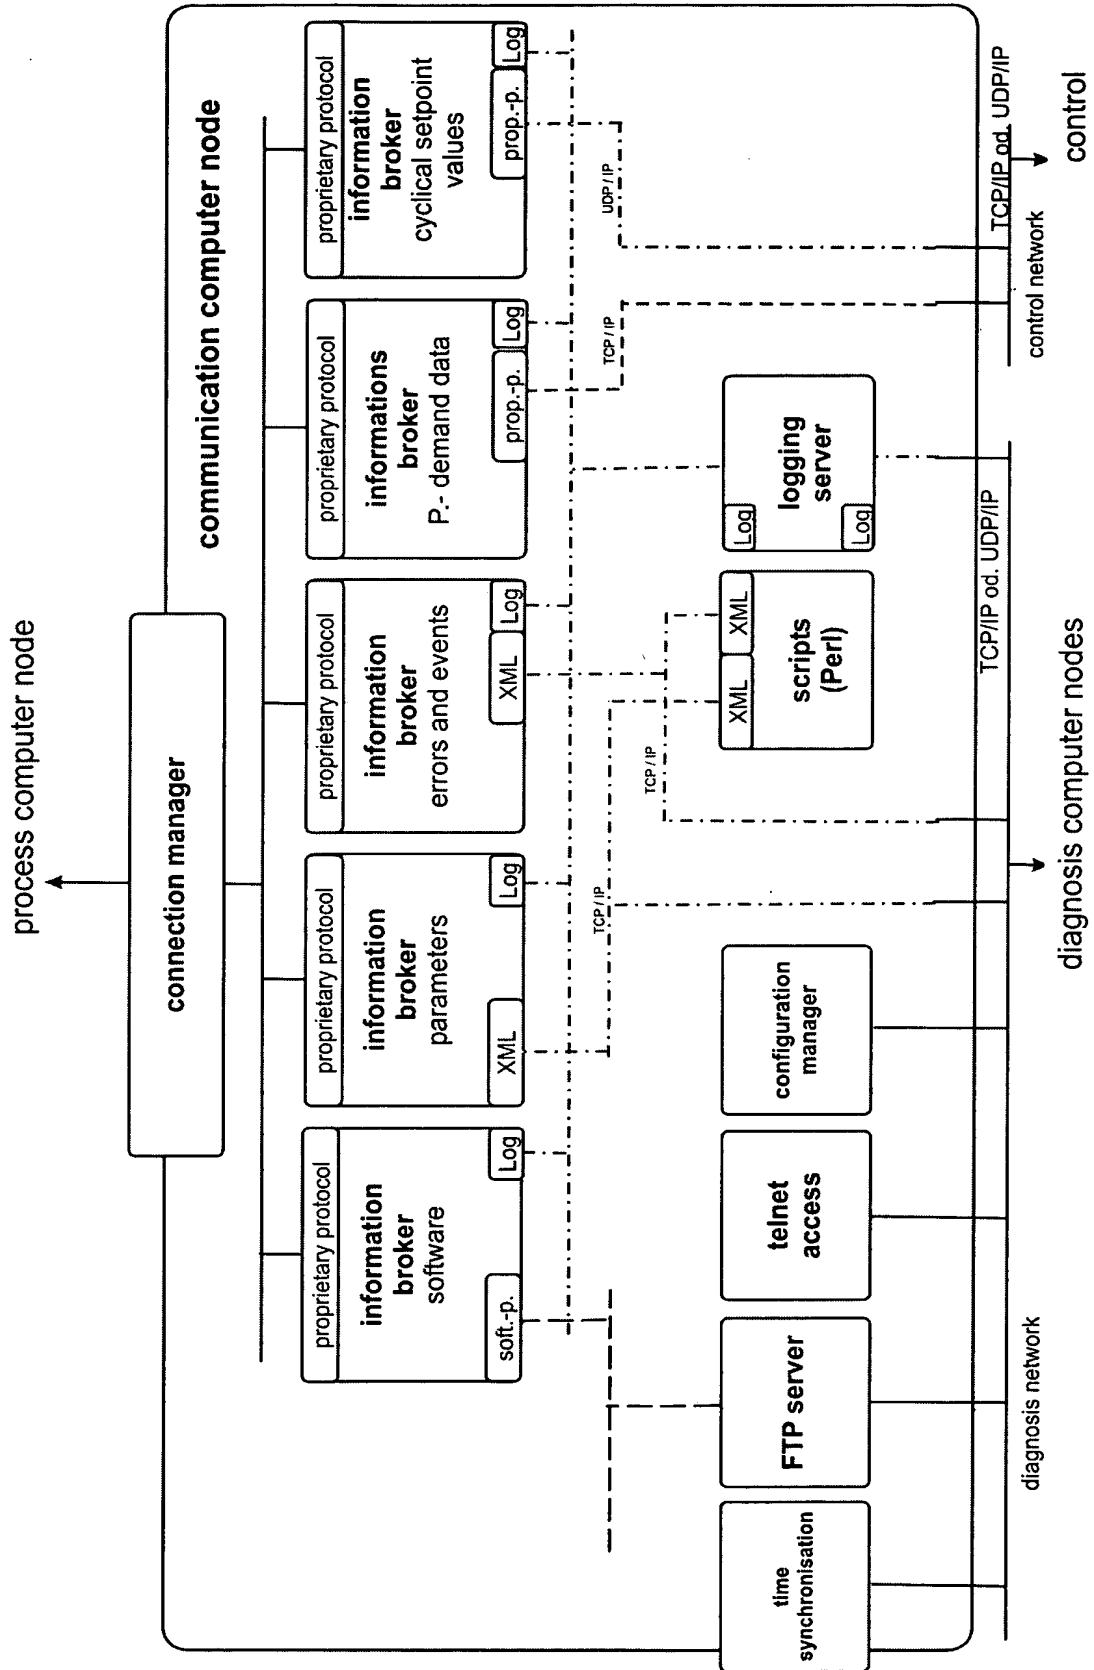 process computer node
connection manager
communication computer node
proprietary protocol
information
broker
software
soft.-p.
Log
proprietary protocol
information
broker
parameters
XML
Log
proprietary protocol
information
broker
errors and events
XML
Log
proprietary protocol
informations
broker
P.- demand data
prop.-p.
Log
proprietary protocol
information
broker
cyclical setpoint
values
prop.-p.
Log
TCP / IP
TCP / IP
TCP / IP
UDP / IP
time
synchronisation
FTP server
telnet
access
configuration
manager
XML
XML
scripts
(Perl)
Log
Log
logging
server
TCP/IP od. UDP/IP
TCP/IP od. UDP/IP
diagnosis network
control network
diagnosis computer nodes
control